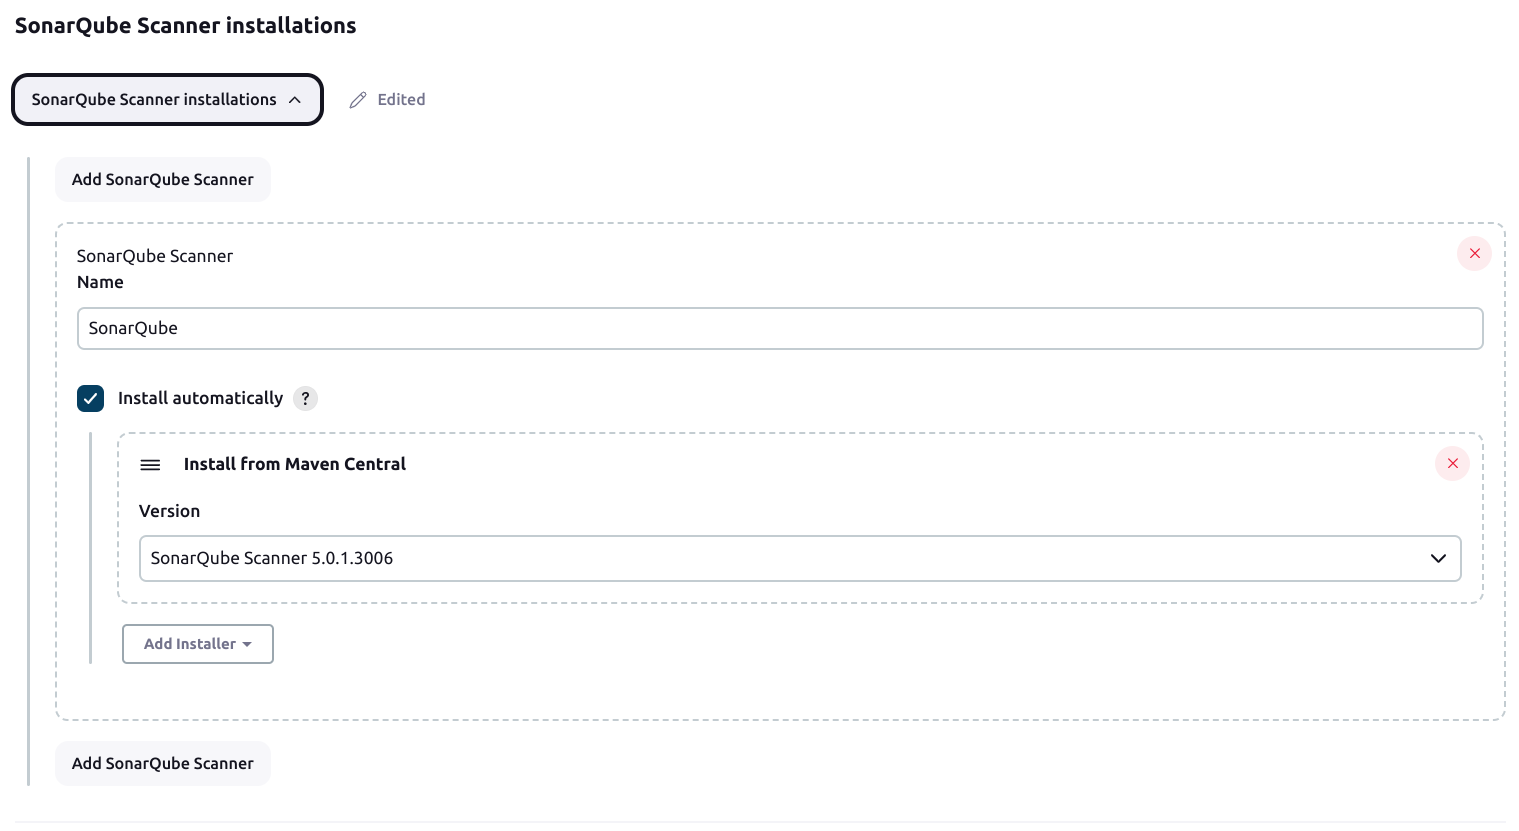 SonarQube Scanner installations
SonarQube Scanner installations
Edited
Add SonarQube Scanner
SonarQube Scanner
Name
SonarQube
Install automatically ?
Install from Maven Central
Version
SonarQube Scanner 5.0.1.3006
Add Installer
Add SonarQube Scanner